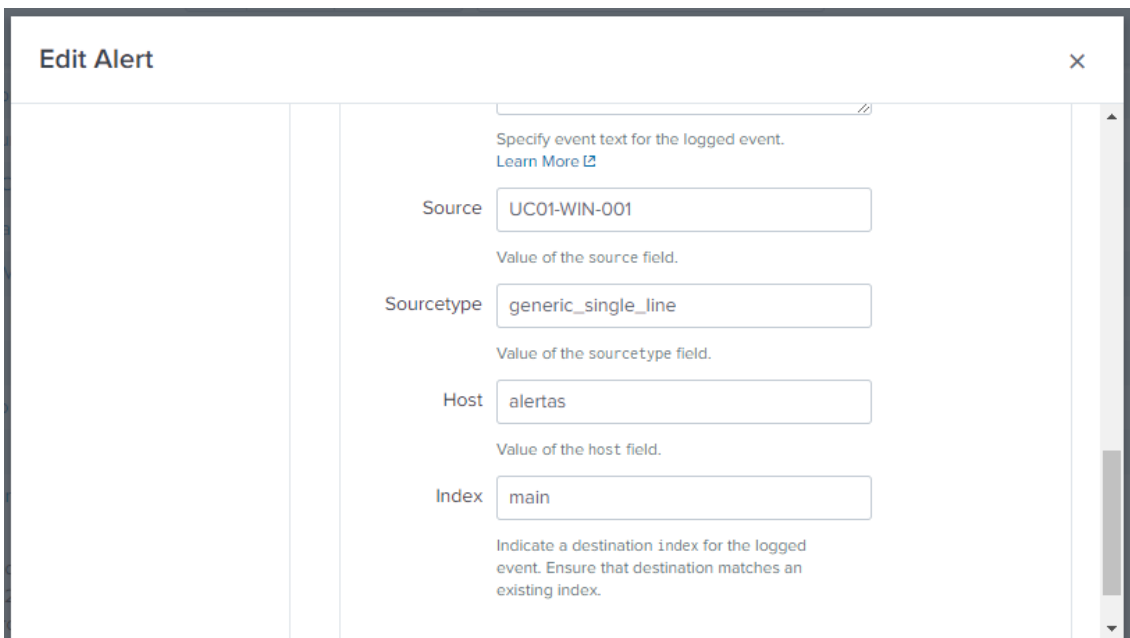 Edit Alert
Specify event text for the logged event.
Learn More
Source UC01-WIN-001
Value of the source field.
Sourcetype generic_single_line
Value of the sourcetype field.
Host alertas
Value of the host field.
Index main
Indicate a destination index for the logged
event. Ensure that destination matches an
existing index.